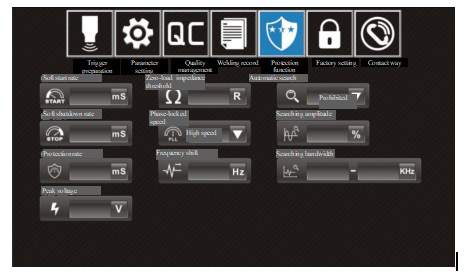 QC
Trigger preparation
Parameter setting
Quality management
Welding record
Protection function
Factory setting
Contact way
Soft start rate
START
mS
Zero-load impedance threshold
Ω
R
Automatic search
Prohibited
Soft shutdown rate
STOP
mS
Phase-locked speed
PLL
High speed
Searching amplitude
%
Protection rate
mS
Frequency shift
Hz
Searching bandwidth
-
KHz
Peak voltage
V